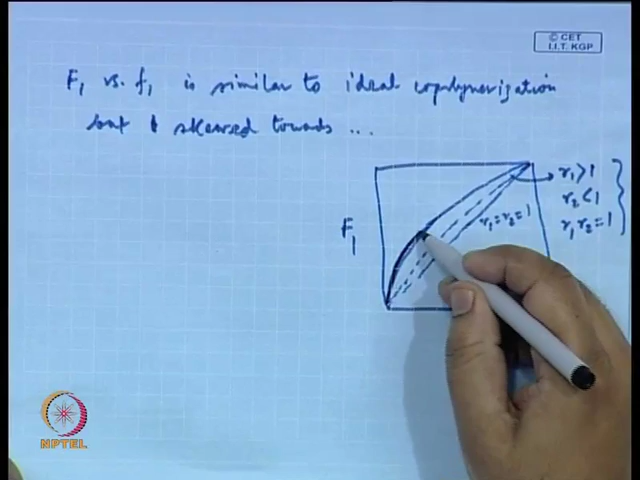 © CET
I.I.T. KGP
F₁ vs. f₁ is similar to ideal copolymerization
but skewed towards ...
F₁
r₁ = r₂ = 1
r₁ > 1
r₂ < 1
r₁ r₂ = 1
NPTEL